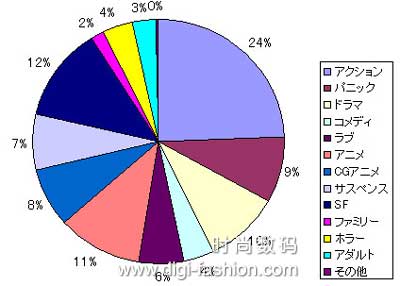 3% 0%
4%
2%
24%
12%
7%
9%
8%
11%
6%
アクション
パニック
ドラマ
コメディ
ラブ
アニメ
CGアニメ
サスペンス
SF
ファミリー
ホラー
アダルト
その他
时尚数码
www.digi-fashion.com